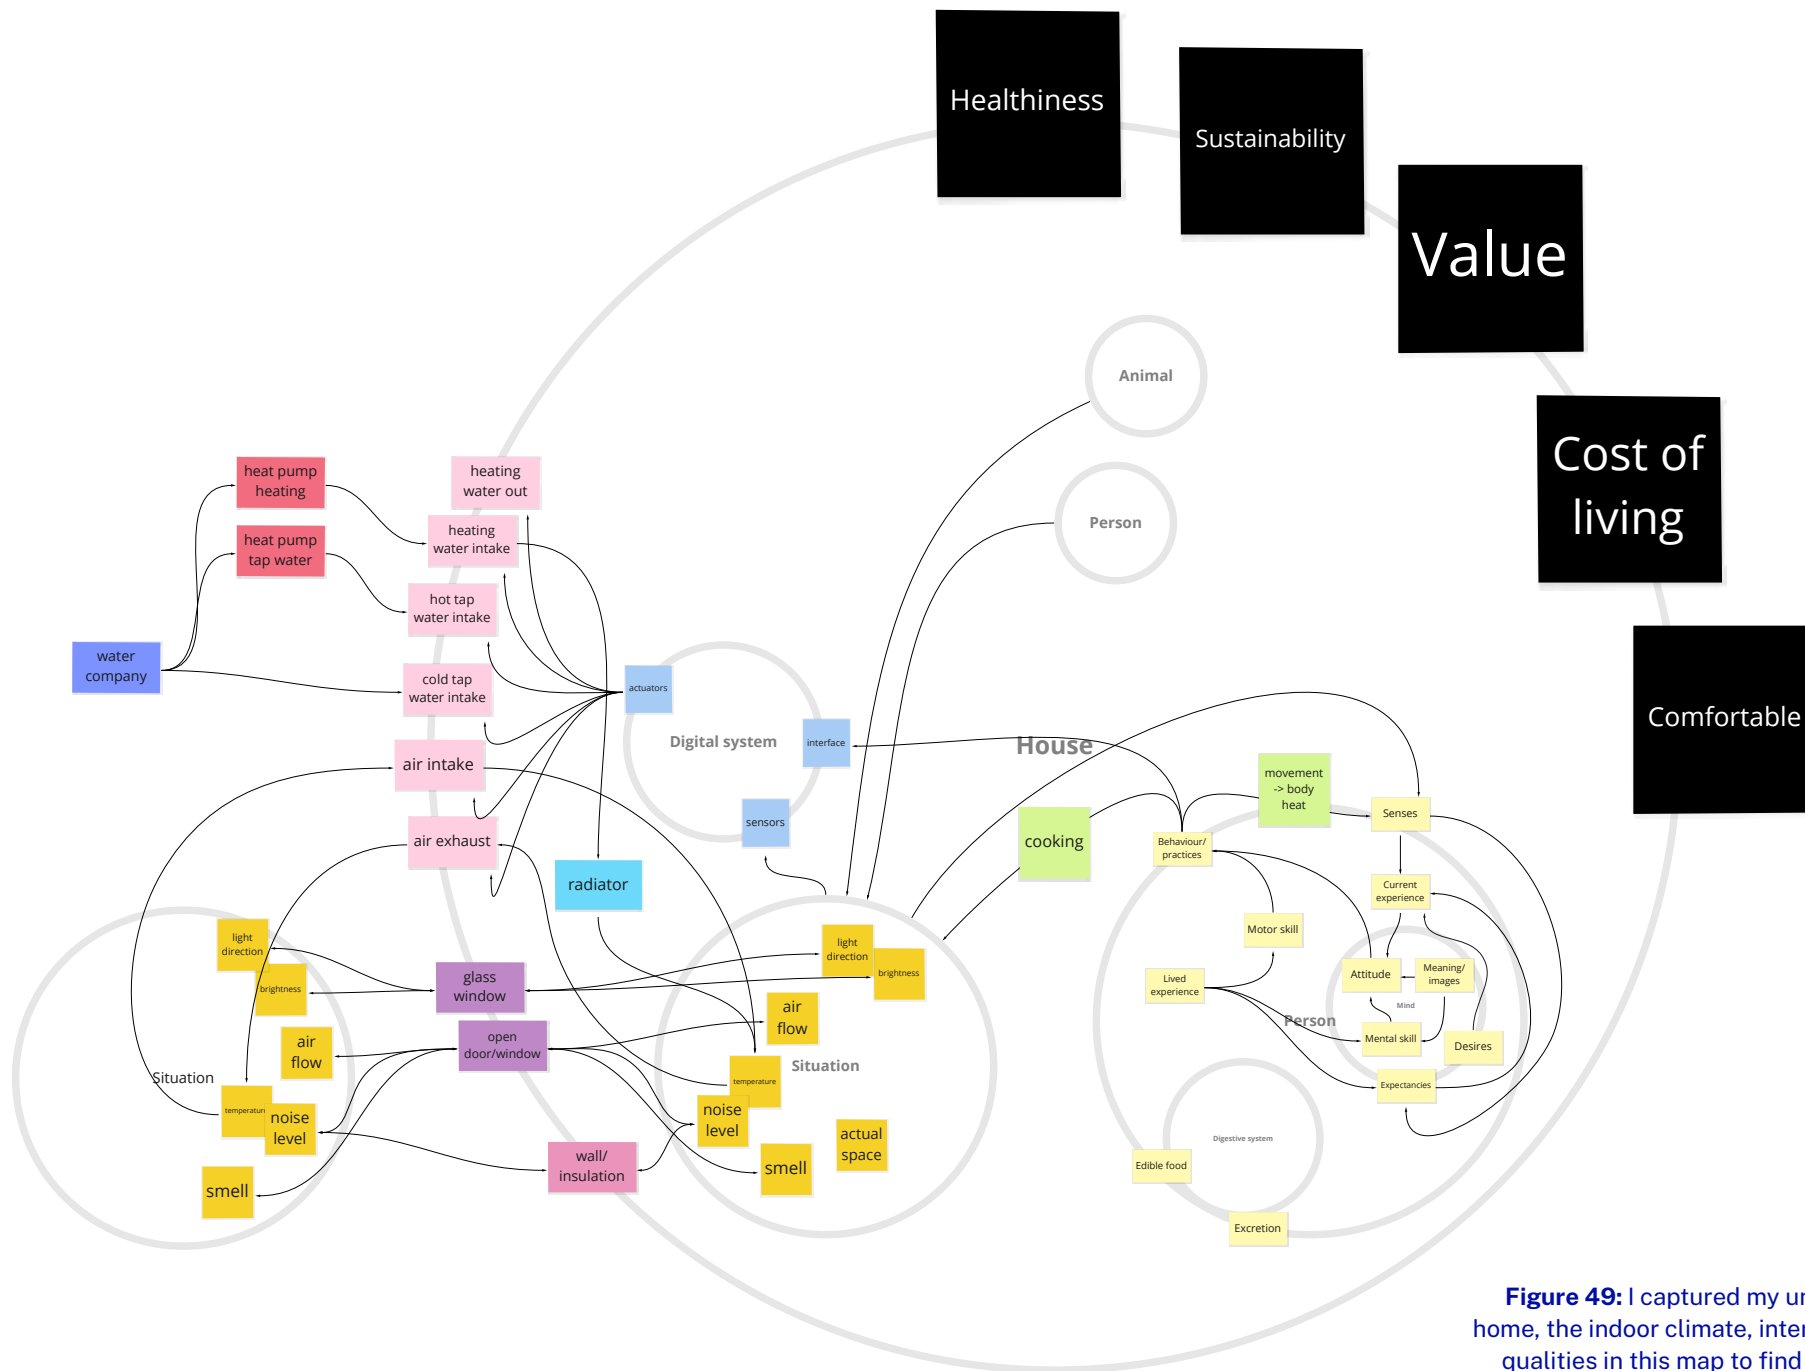 Healthiness
Sustainability
Value
Cost of
living
Comfortable
Animal
Person
heat pump
heating
heat pump
tap water
water
company
heating
water out
heating
water intake
hot tap
water intake
cold tap
water intake
air intake
air exhaust
actuators
Digital system
interface
sensors
radiator
House
cooking
movement
-> body
heat
Senses
Behaviour/
practices
Current
experience
Motor skill
Lived
experience
Attitude
Meaning/
images
Mind
Person
Mental skill
Desires
Expectancies
Digestive system
Edible food
Excretion
light
direction
brightness
air
flow
Situation
temperature
noise
level
smell
glass
window
open
door/window
wall/
insulation
light
direction
brightness
air
flow
Situation
temperature
noise
level
actual
space
smell
Figure 49: I captured my
home, the indoor climate,
qualities in this map to find